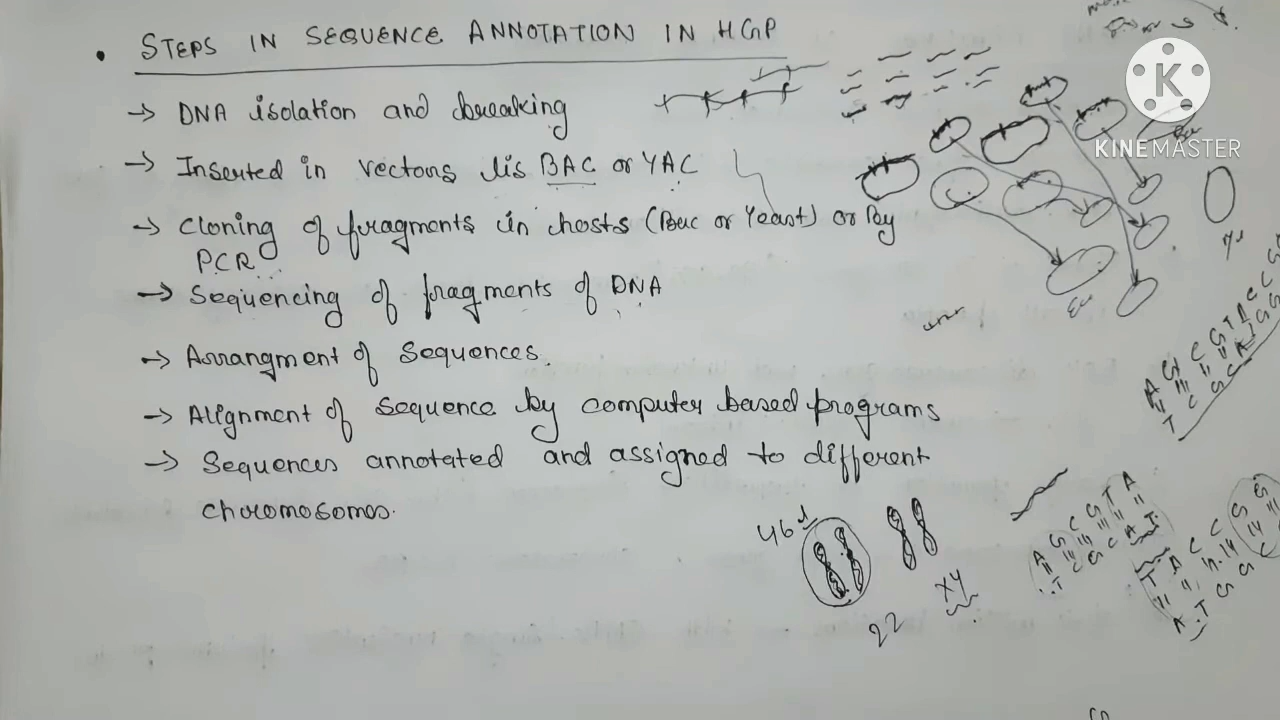 • STEPS IN SEQUENCE ANNOTATION IN HGP
→ DNA isolation and breaking
→ Inserted in vectors BAC or YAC
→ Cloning of fragments in hosts (Bac or Yeast) or By
PCR
→ Sequencing of fragments of DNA
→ Arrangment of Sequences.
→ Alignment of Sequence by computer based programs
→ Sequences annotated and assigned to different
chromosomes.
K
KINEMASTER
A G C G T A C C G
T C G C A
A G C G T A
T C G C A T
T A C C G G
A T G G C
46
22
XY